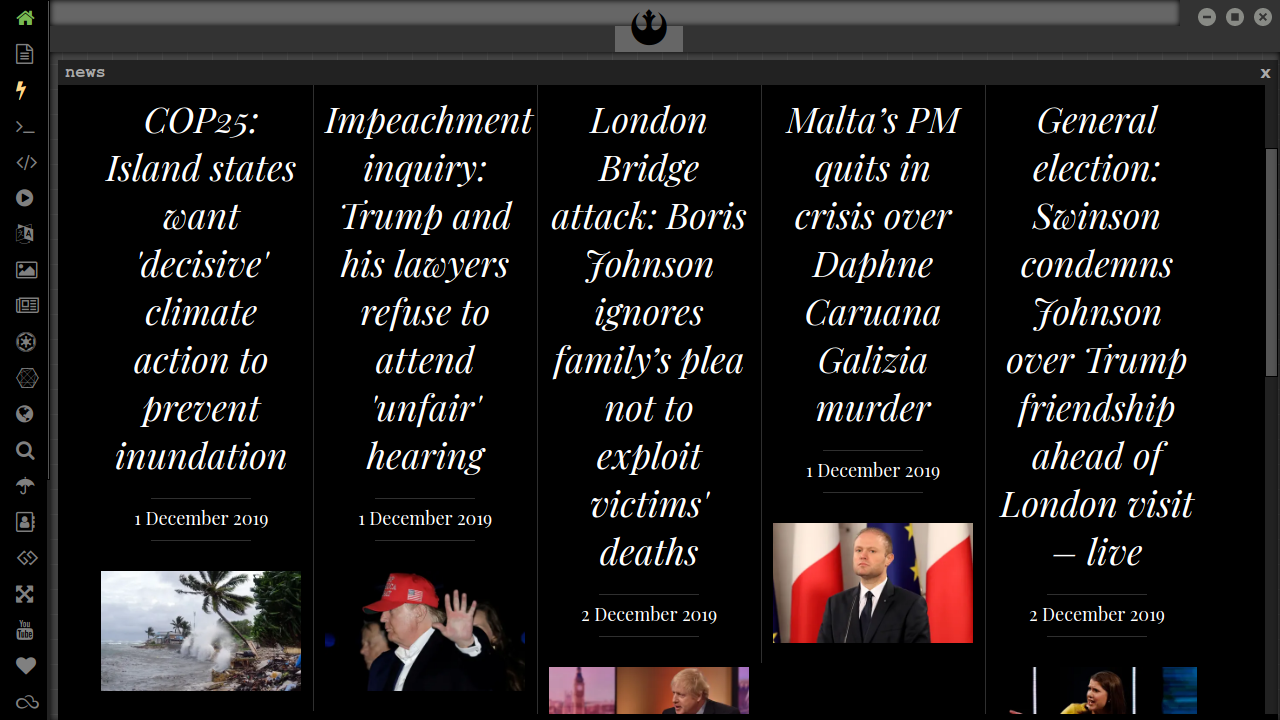 news
x
COP25:
Island states
want
'decisive'
climate
action to
prevent
inundation
1 December 2019
Impeachment
inquiry:
Trump and
his lawyers
refuse to
attend
'unfair'
hearing
1 December 2019
London
Bridge
attack: Boris
Johnson
ignores
family’s plea
not to
exploit
victims'
deaths
2 December 2019
Malta’s PM
quits in
crisis over
Daphne
Caruana
Galizia
murder
1 December 2019
General
election:
Swinson
condemns
Johnson
over Trump
friendship
ahead of
London visit
– live
2 December 2019
You
Tube